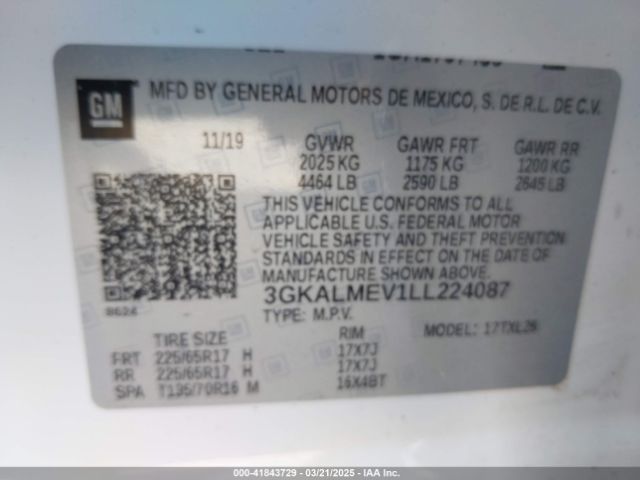 GM
MFD BY GENERAL MOTORS DE MEXICO, S. DE R.L. DE C.V.
11/19 GVWR GAWR FRT GAWR RR
2025 KG 1175 KG 1200 KG
4464 LB 2590 LB 2645 LB
THIS VEHICLE CONFORMS TO ALL
APPLICABLE U.S. FEDERAL MOTOR
VEHICLE SAFETY AND THEFT PREVENTION
STANDARDS IN EFFECT ON THE DATE OF
MANUFACTURE SHOWN ABOVE.
3GKALMEV1LL224087
8624 TYPE: M.P.V. MODEL: 17TXL26
TIRE SIZE RIM
FRT 225/65R17 H 17X7J
RR 225/65R17 H 17X7J
SPA T135/70R16 M 16X4BT
000-41843729 - 03/21/2025 - IAA Inc.